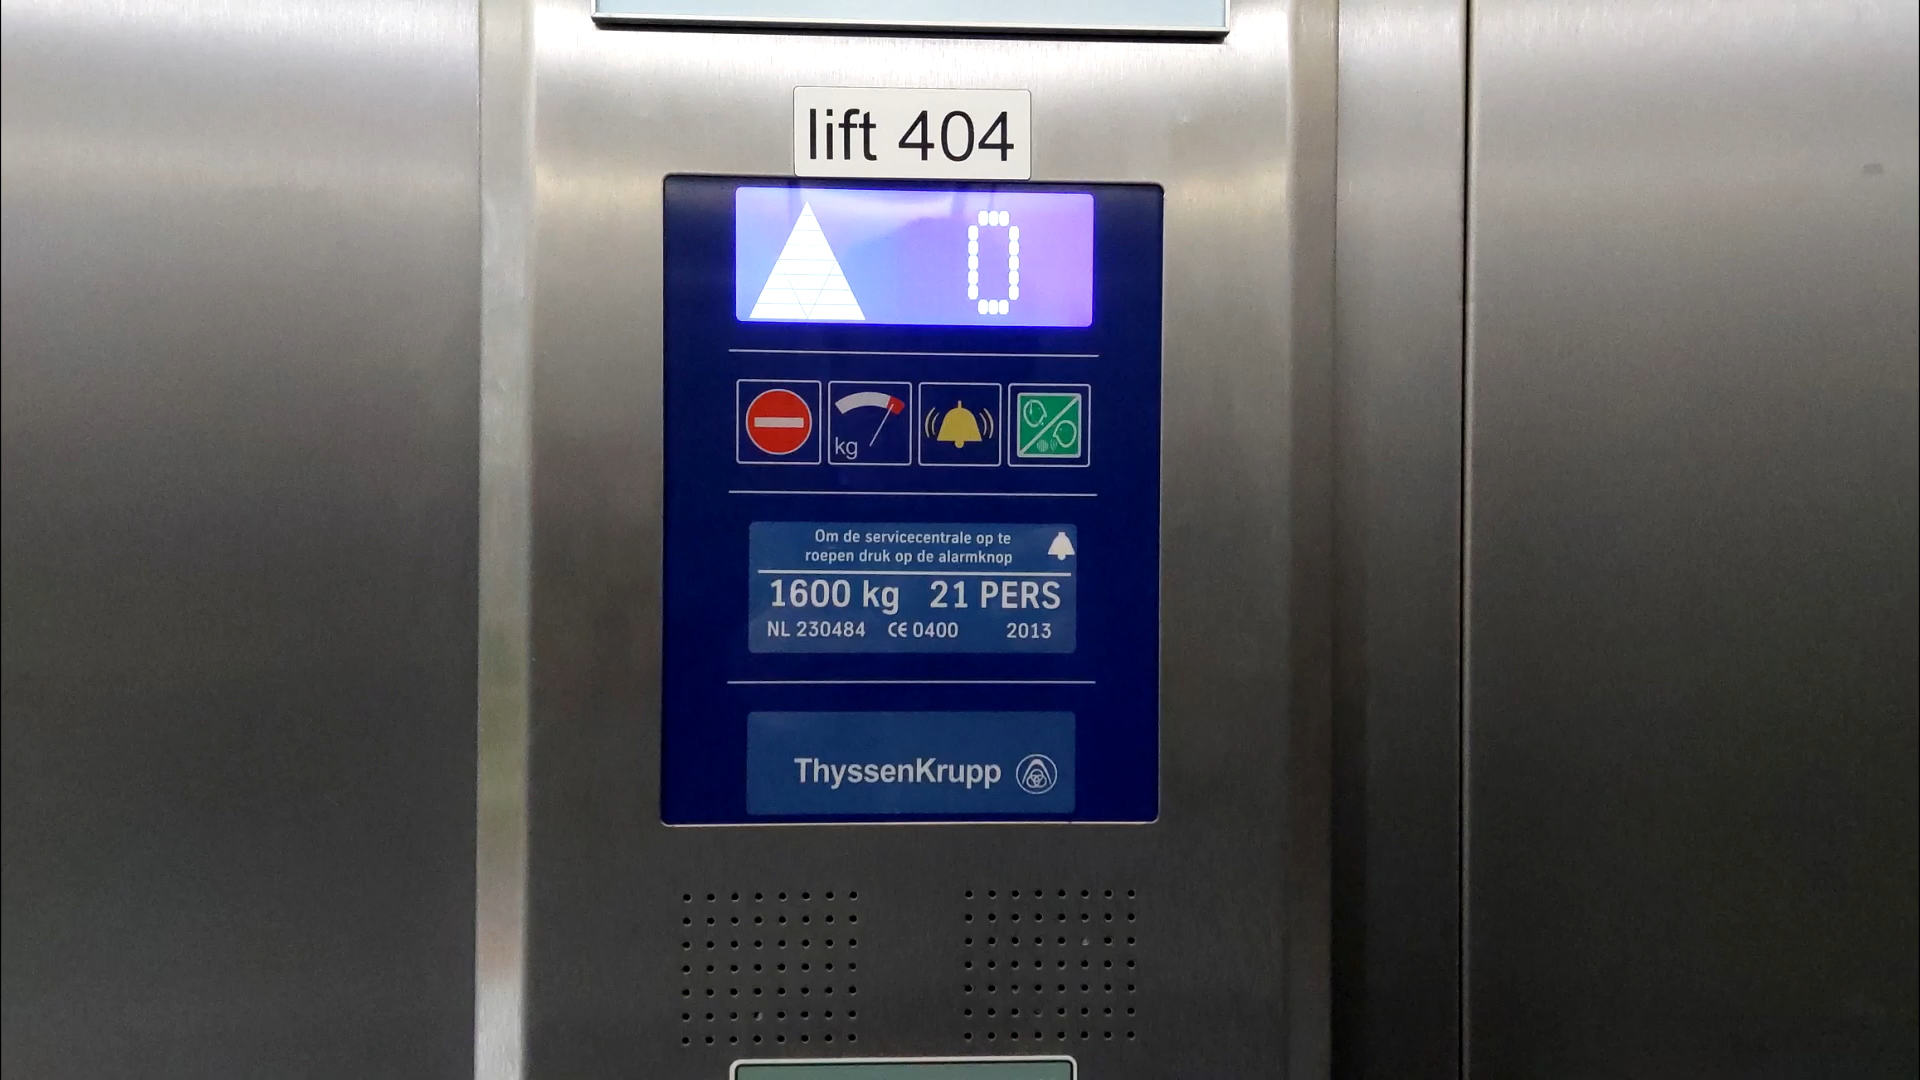 lift 404
0
kg
Om de servicecentrale op te
roepen druk op de alarmknop
1600 kg 21 PERS
NL 230484 CE 0400 2013
ThyssenKrupp